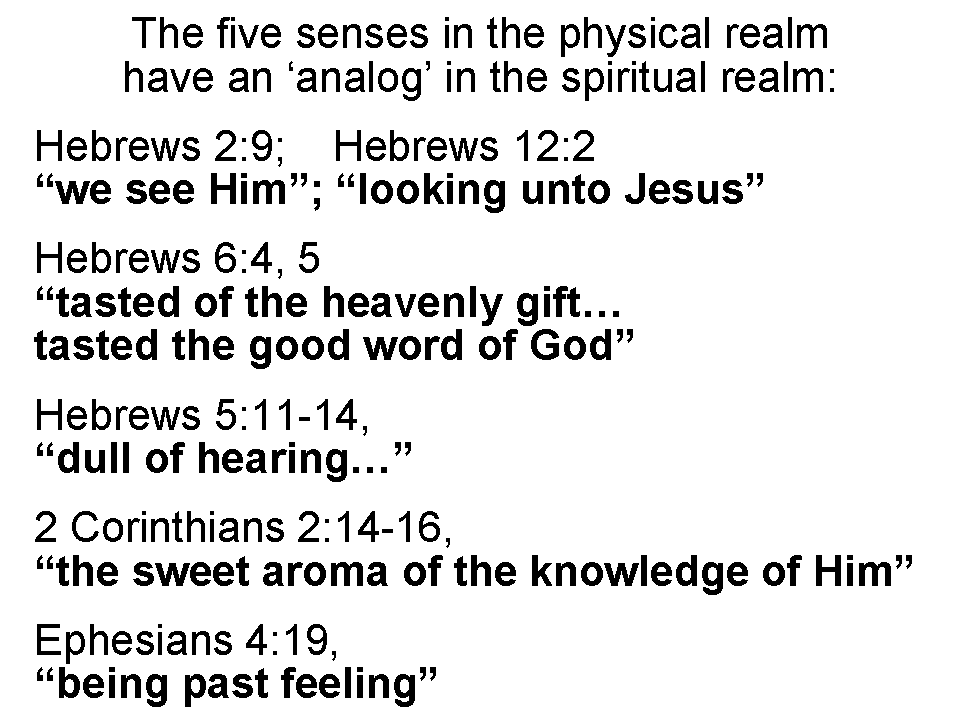 The five senses in the physical realm
have an ‘analog’ in the spiritual realm:
Hebrews 2:9; Hebrews 12:2
“we see Him”; “looking unto Jesus”
Hebrews 6:4, 5
“tasted of the heavenly gift…
tasted the good word of God”
Hebrews 5:11-14,
“dull of hearing…”
2 Corinthians 2:14-16,
“the sweet aroma of the knowledge of Him”
Ephesians 4:19,
“being past feeling”